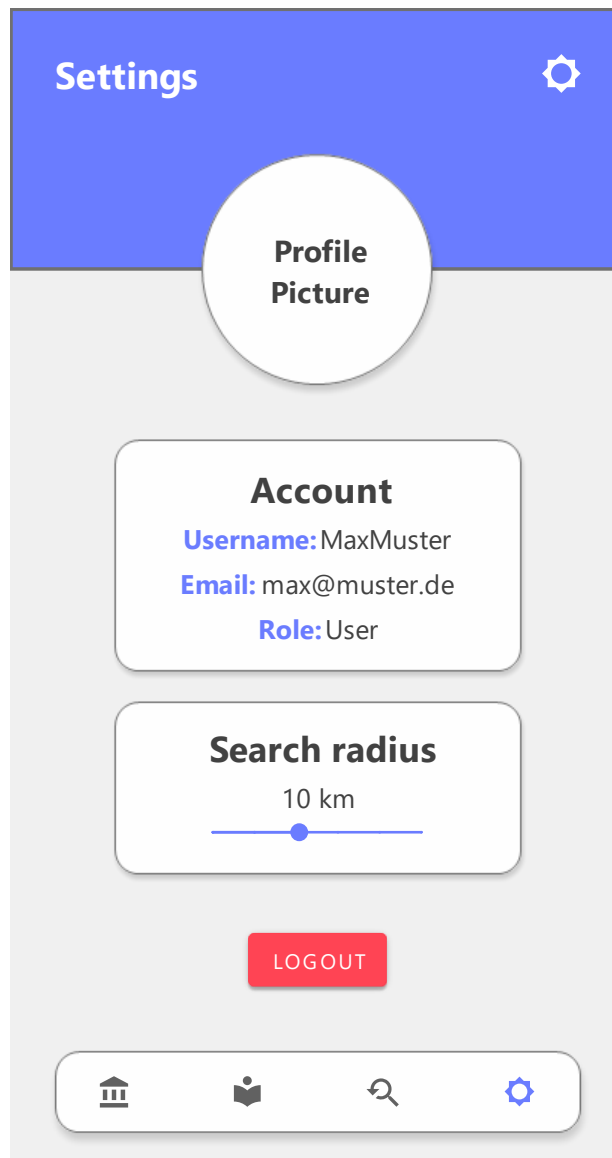 Settings
Profile
Picture
Account
Username: MaxMuster
Email: max@muster.de
Role: User
Search radius
10 km
LOGOUT